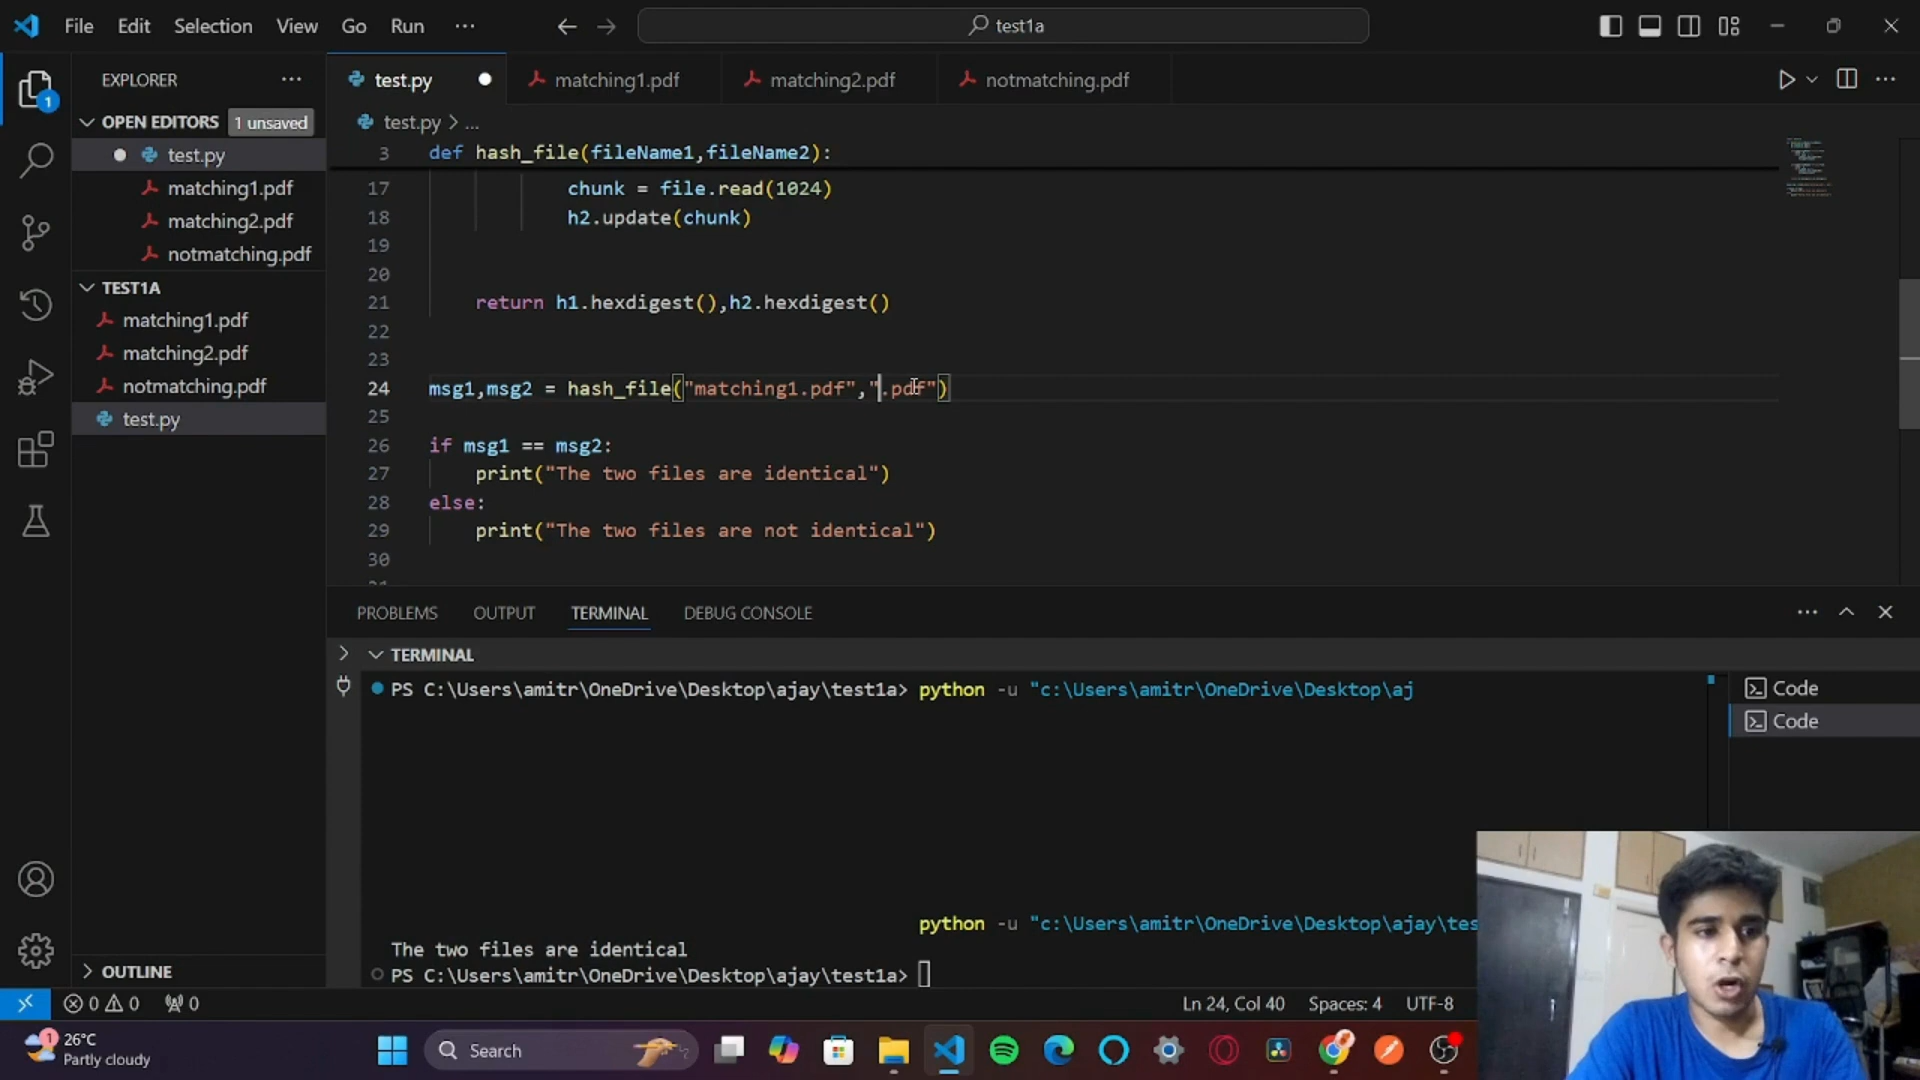 File Edit Selection View Go Run ··· test1a
EXPLORER ···
OPEN EDITORS 1 unsaved
test.py
matching1.pdf
matching2.pdf
notmatching.pdf
TEST1A
matching1.pdf
matching2.pdf
notmatching.pdf
test.py
OUTLINE
1
test.py matching1.pdf matching2.pdf notmatching.pdf
test.py > ...
3 def hash_file(fileName1,fileName2):
17 chunk = file.read(1024)
18 h2.update(chunk)
19
20
21 return h1.hexdigest(),h2.hexdigest()
22
23
24 msg1,msg2 = hash_file("matching1.pdf",".pdf")
25
26 if msg1 == msg2:
27 print("The two files are identical")
28 else:
29 print("The two files are not identical")
30
PROBLEMS OUTPUT TERMINAL DEBUG CONSOLE
TERMINAL
PS C:\Users\amitr\OneDrive\Desktop\ajay\test1a> python -u "c:\Users\amitr\OneDrive\Desktop\aj
python -u "c:\Users\amitr\OneDrive\Desktop\ajay\tes
The two files are identical
PS C:\Users\amitr\OneDrive\Desktop\ajay\test1a>
Code
Code
0 0 0 Ln 24, Col 40 Spaces: 4 UTF-8
1
26°C
Partly cloudy
Search